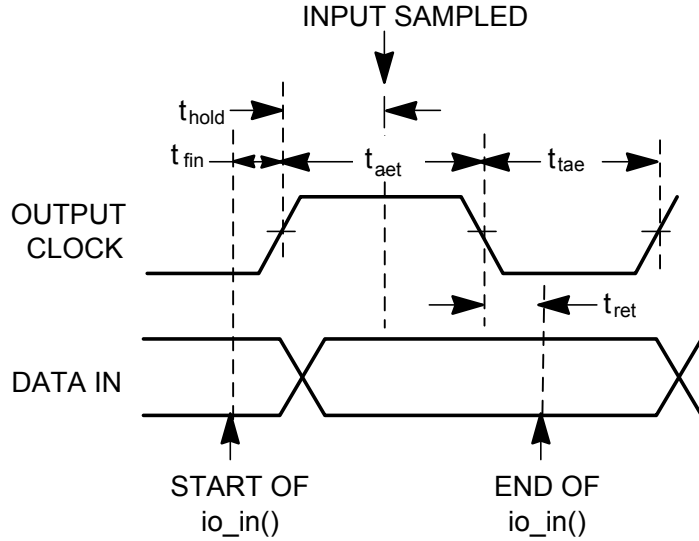 INPUT SAMPLED
thold
tfin
taet
ttae
OUTPUT
CLOCK
tret
DATA IN
START OF
io_in()
END OF
io_in()